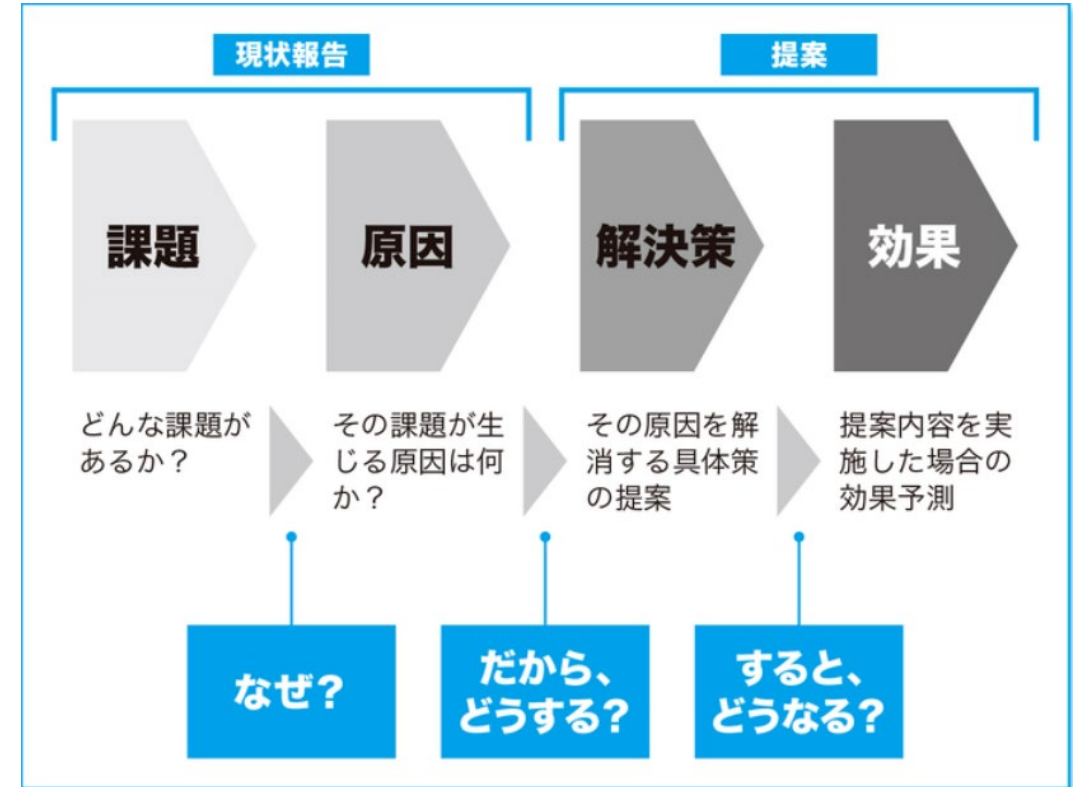 現状報告
提案
課題
原因
解決策
効果
どんな課題が
あるか？
その課題が生
じる原因は何
か？
その原因を解
消する具体策
の提案
提案内容を実
施した場合の
効果予測
なぜ？
だから、
どうする？
すると、
どうなる？